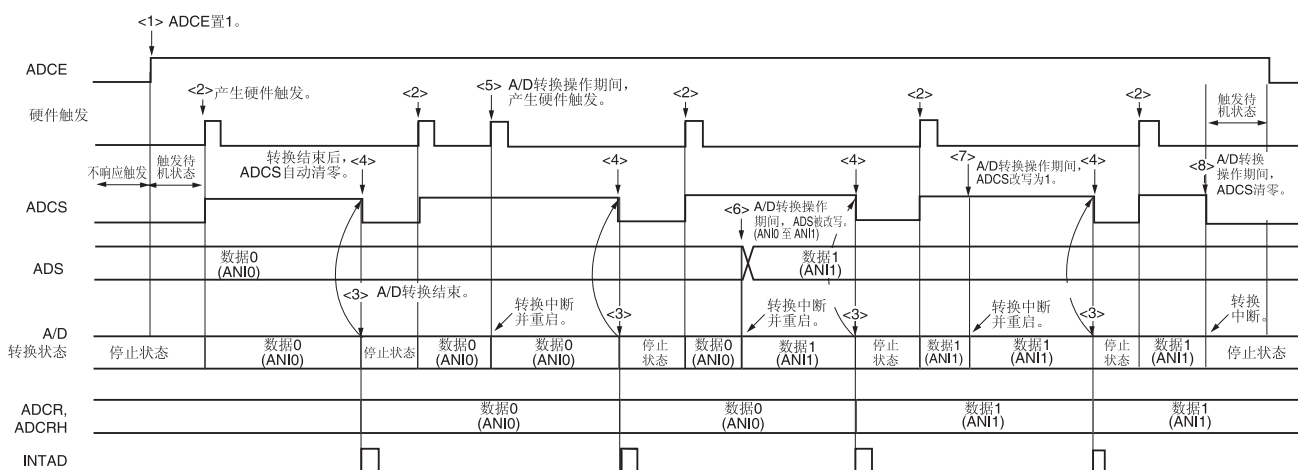 <1> ADCE置1。
ADCE
<2>产生硬件触发。
<2>
<5> A/D转换操作期间,
产生硬件触发。
<2>
<2>
<2>
触发待
机状态
硬件触发
不响应触发
触发待
机状态
转换结束后,
ADCS自动清零。
<4>
<4>
<4>
<7> A/D转换操作期间,
ADCS改写为1。
<4>
<8> A/D转换
操作期间,
ADCS清零。
ADCS
<6> A/D转换操作
期间, ADS被改写。
(ANI0 至 ANI1)
ADS
数据0
(ANI0)
数据1
(ANI1)
<3> A/D转换结束。
转换中断
并重启。
<3>
转换中断
并重启。
<3>
转换中断
并重启。
<3>
转换
中断。
A/D
转换状态
停止状态
数据0
(ANI0)
停止状态
数据0
(ANI0)
数据0
(ANI0)
停止
状态
数据0
(ANI0)
数据1
(ANI1)
停止
状态
数据1
(ANI1)
数据1
(ANI1)
停止
状态
数据1
(ANI1)
停止状态
ADCR,
ADCRH
数据0
(ANI0)
数据0
(ANI0)
数据1
(ANI1)
数据1
(ANI1)
INTAD